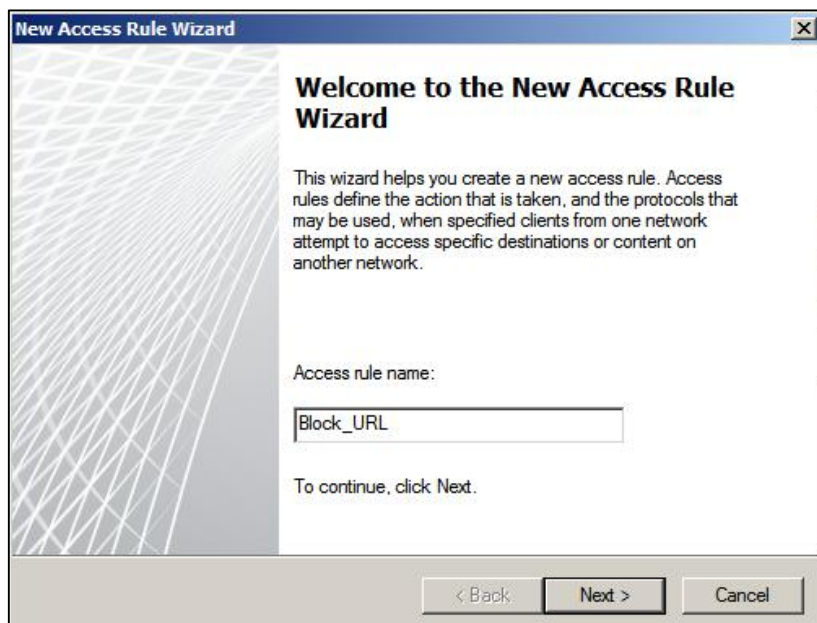 New Access Rule Wizard
Welcome to the New Access Rule
Wizard
This wizard helps you create a new access rule. Access
rules define the action that is taken, and the protocols that
may be used, when specified clients from one network
attempt to access specific destinations or content on
another network.
Access rule name:
Block_URL
To continue, click Next.
< Back Next > Cancel